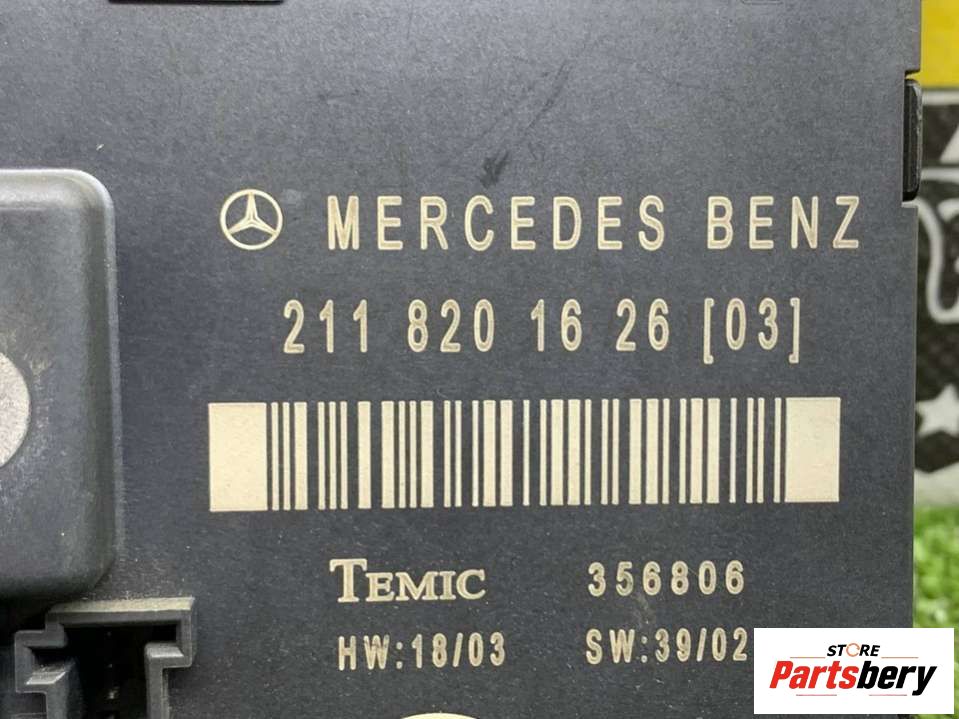 MERCEDES BENZ
211 820 16 26 [03]
TEMIC 356806
HW:18/03 SW:39/02
STORE
Partsbery